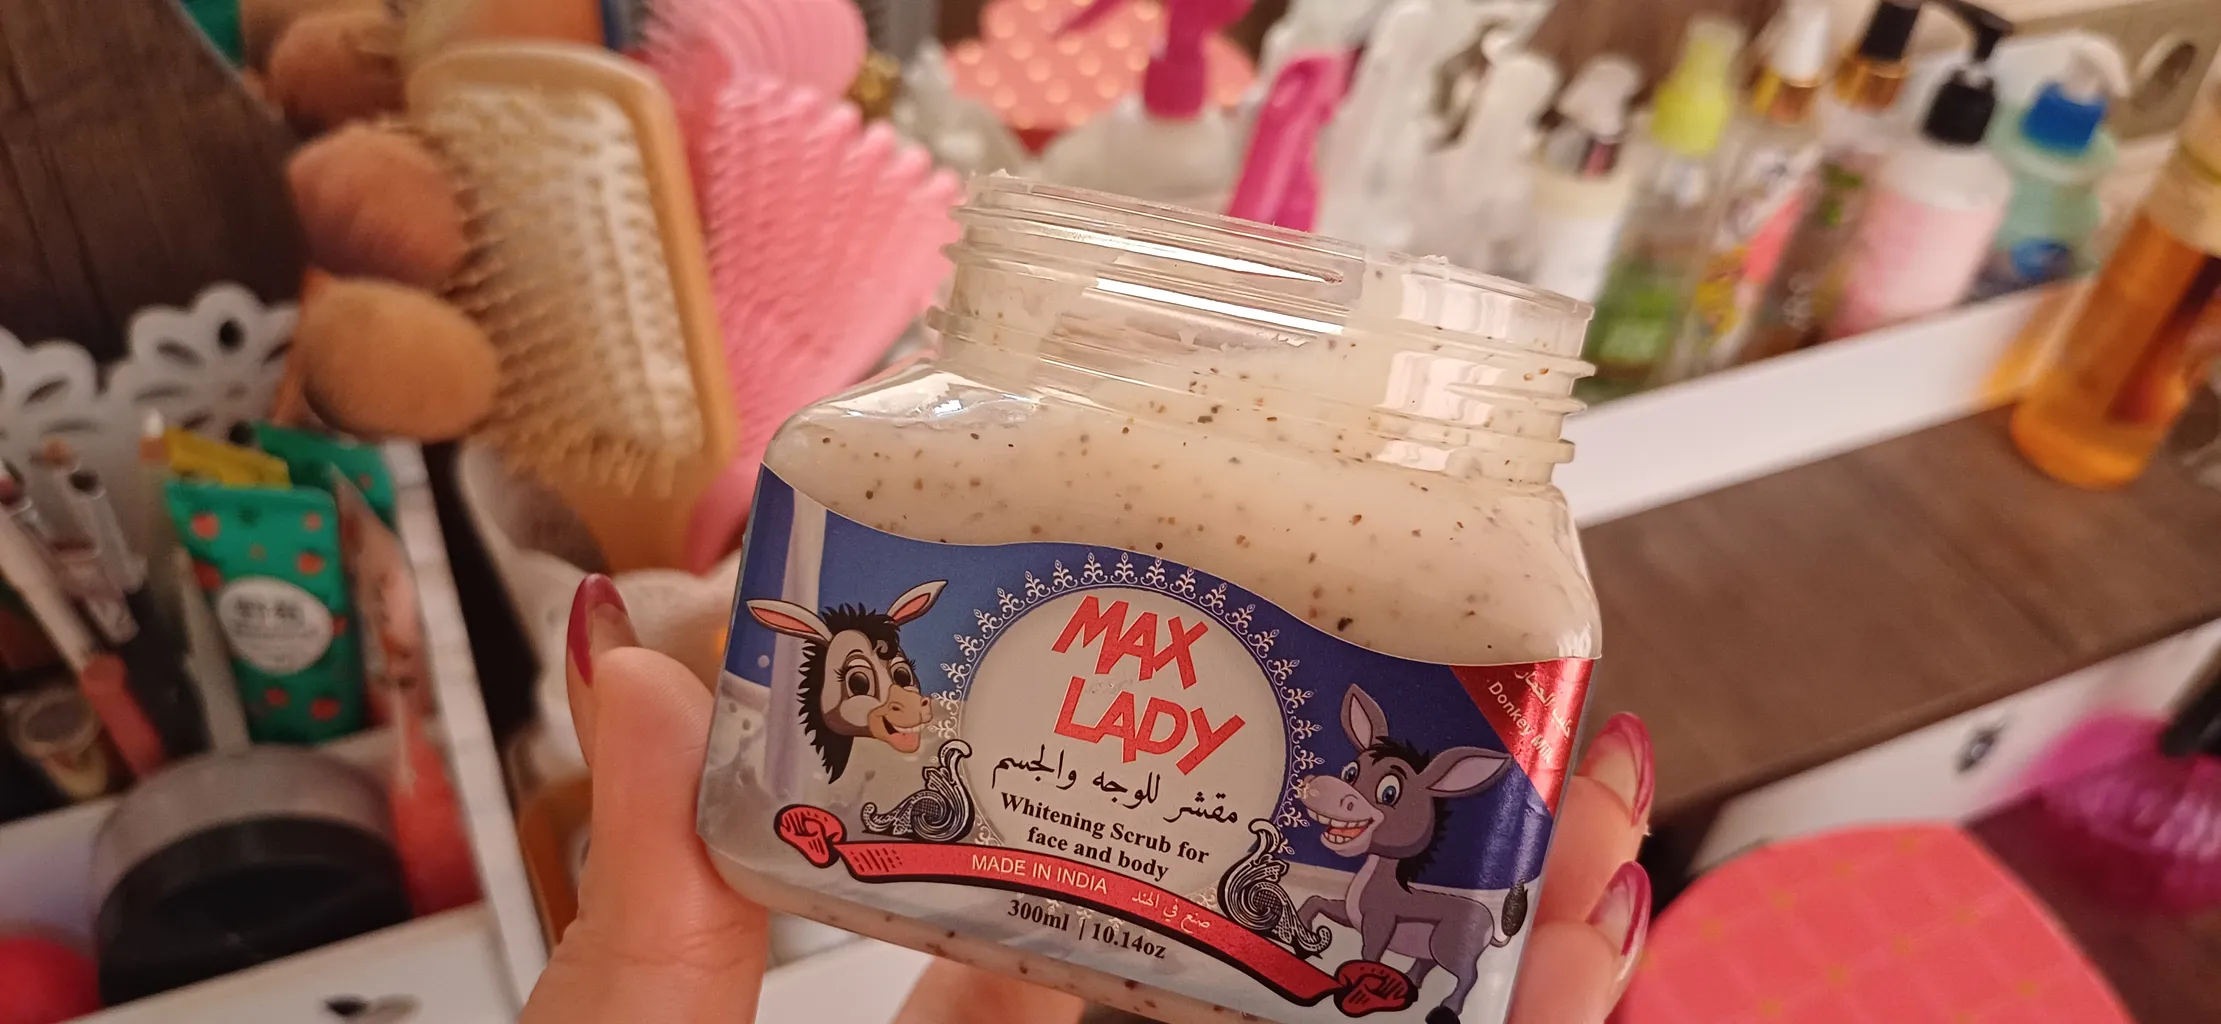 MAX
LADY
مقشر للوجه والجسم
Whitening Scrub for
face and body
MADE IN INDIA صنع في الهند
300ml | 10.14oz
Donkey Milk